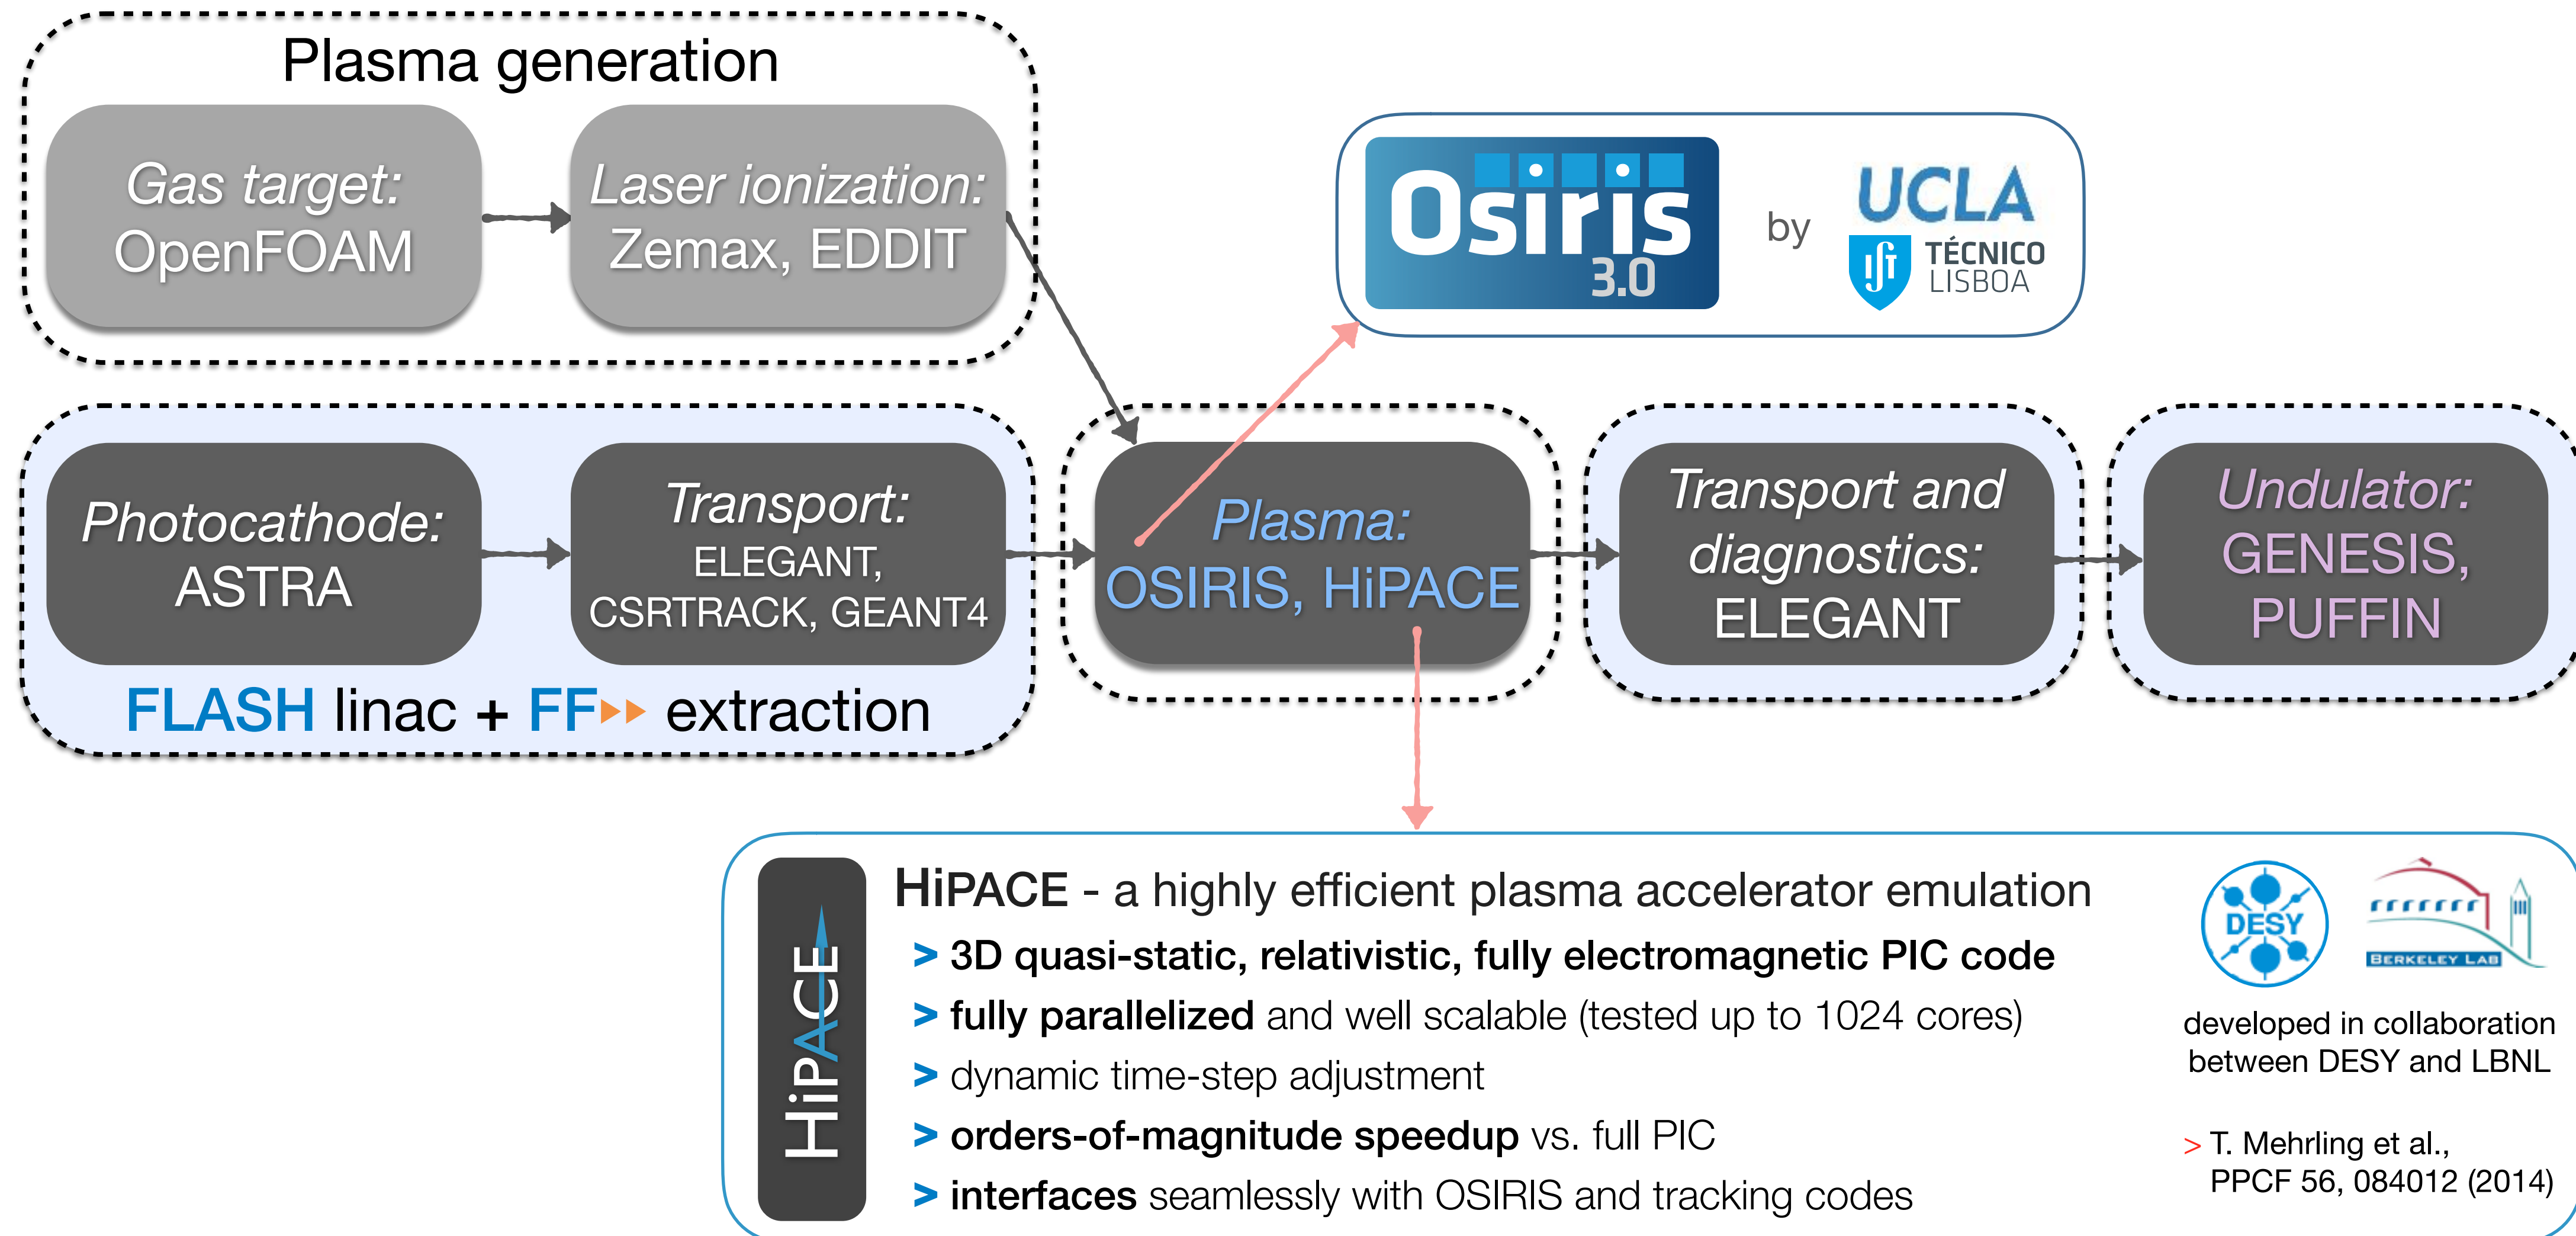 Plasma generation
Gas target:
OpenFOAM
Laser ionization:
Zemax, EDDIT
Osiris
3.0
by
UCLA
TÉCNICO
LISBOA
Photocathode:
ASTRA
Transport:
ELEGANT,
CSRTRACK, GEANT4
FLASH linac + FF▸▸ extraction
Plasma:
OSIRIS, HiPACE
Transport and
diagnostics:
ELEGANT
Undulator:
GENESIS,
PUFFIN
HiPACE
HiPACE - a highly efficient plasma accelerator emulation
> 3D quasi-static, relativistic, fully electromagnetic PIC code
> fully parallelized and well scalable (tested up to 1024 cores)
> dynamic time-step adjustment
> orders-of-magnitude speedup vs. full PIC
> interfaces seamlessly with OSIRIS and tracking codes
DESY
BERKELEY LAB
developed in collaboration
between DESY and LBNL
> T. Mehrling et al.,
PPCF 56, 084012 (2014)